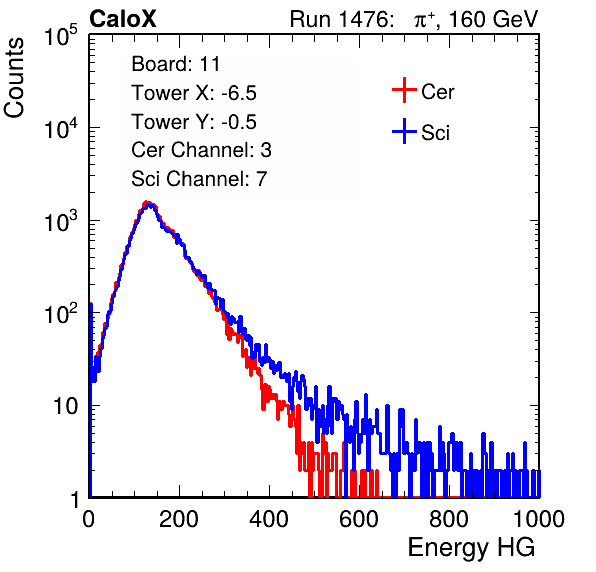 CaloX Run 1476: π⁺, 160 GeV
Counts
Board: 11
Tower X: -6.5
Tower Y: -0.5
Cer Channel: 3
Sci Channel: 7
Cer
Sci
10⁵
10⁴
10³
10²
10
1
0 200 400 600 800 1000
Energy HG